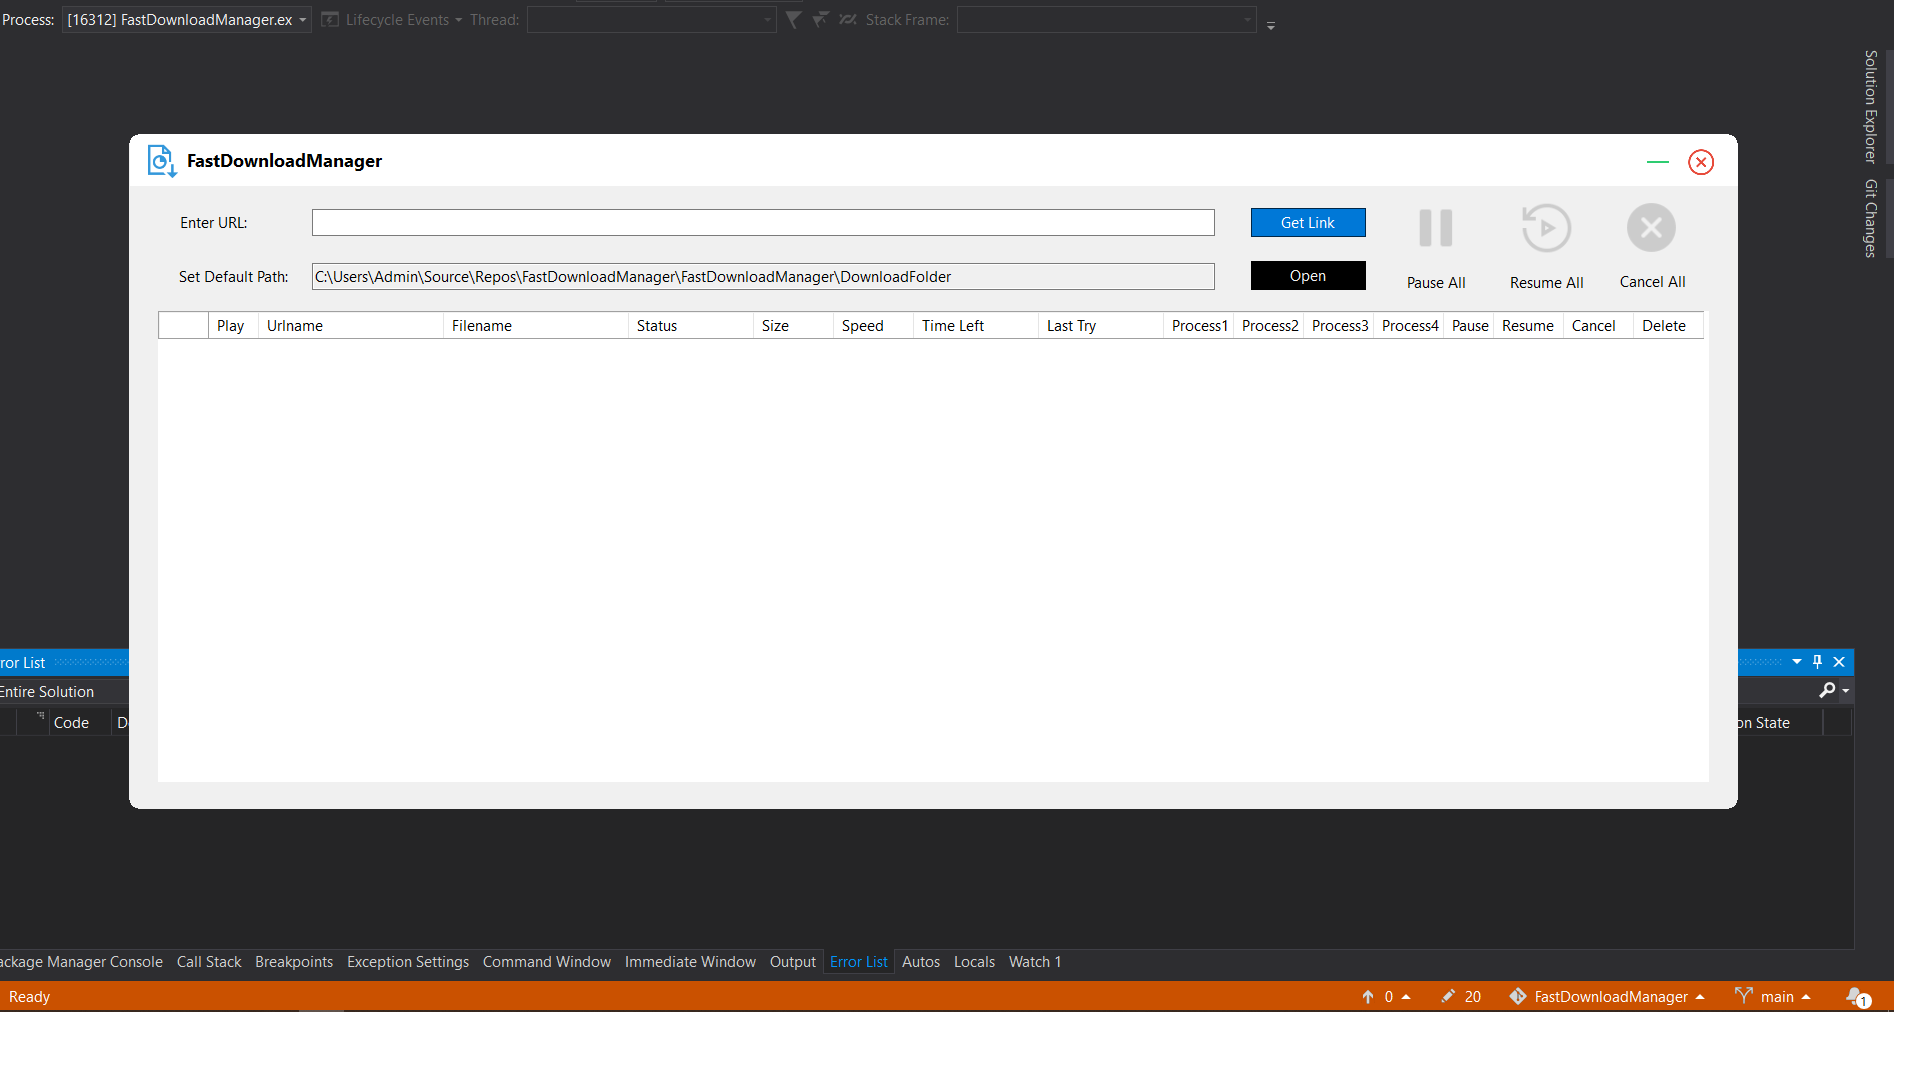 Process: [16312] FastDownloadManager.ex Lifecycle Events Thread: Stack Frame:
Solution Explorer
Git Changes
FastDownloadManager
Enter URL: Get Link
Set Default Path: C:\Users\Admin\Source\Repos\FastDownloadManager\FastDownloadManager\DownloadFolder Open
Pause All Resume All Cancel All
Play Urlname Filename Status Size Speed Time Left Last Try Process1 Process2 Process3 Process4 Pause Resume Cancel Delete
ror List
Entire Solution
Code D on State
ackage Manager Console Call Stack Breakpoints Exception Settings Command Window Immediate Window Output Error List Autos Locals Watch 1
Ready 0 20 FastDownloadManager main 1